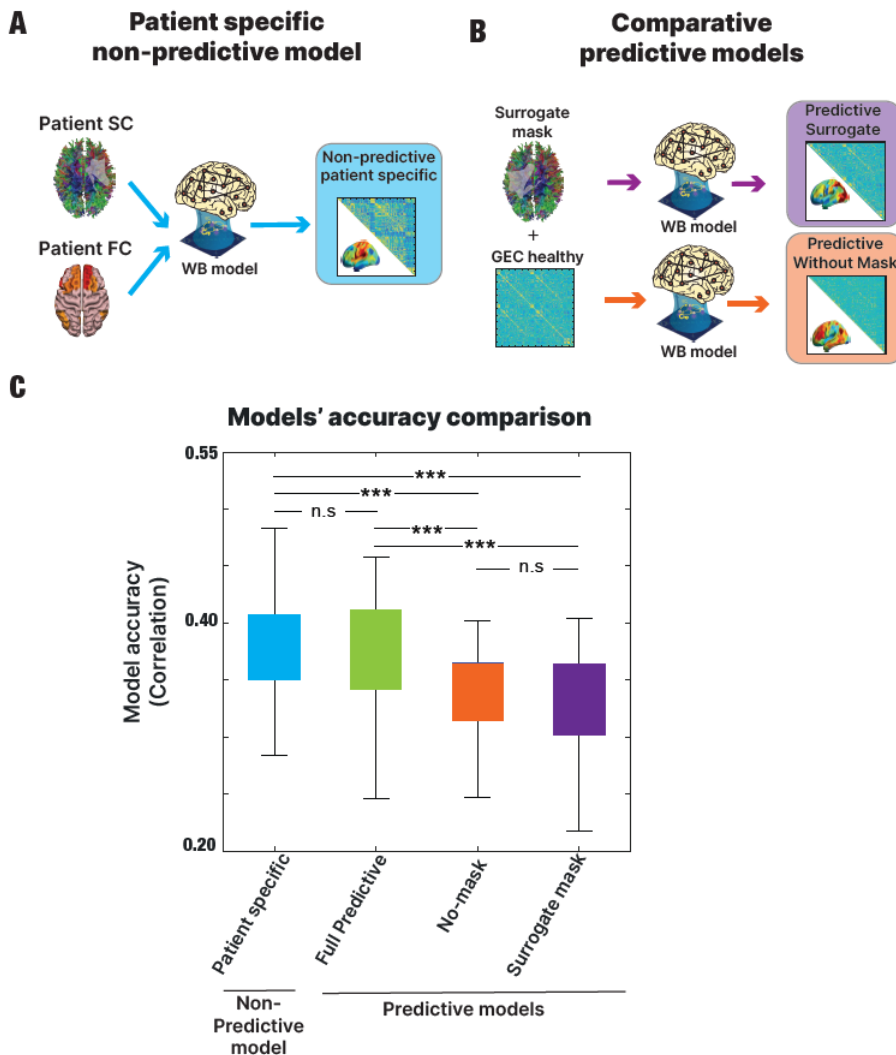 A
Patient specific
non-predictive model
Patient SC
Patient FC
WB model
Non-predictive
patient specific
B
Comparative
predictive models
Surrogate
mask
+
GEC healthy
WB model
Predictive
Surrogate
WB model
Predictive
Without Mask
C
Models' accuracy comparison
Model accuracy
(Correlation)
0.55
0.40
0.20
***
***
n.s
***
***
n.s
Patient specific
Full Predictive
No-mask
Surrogate mask
Non-
Predictive
model
Predictive models